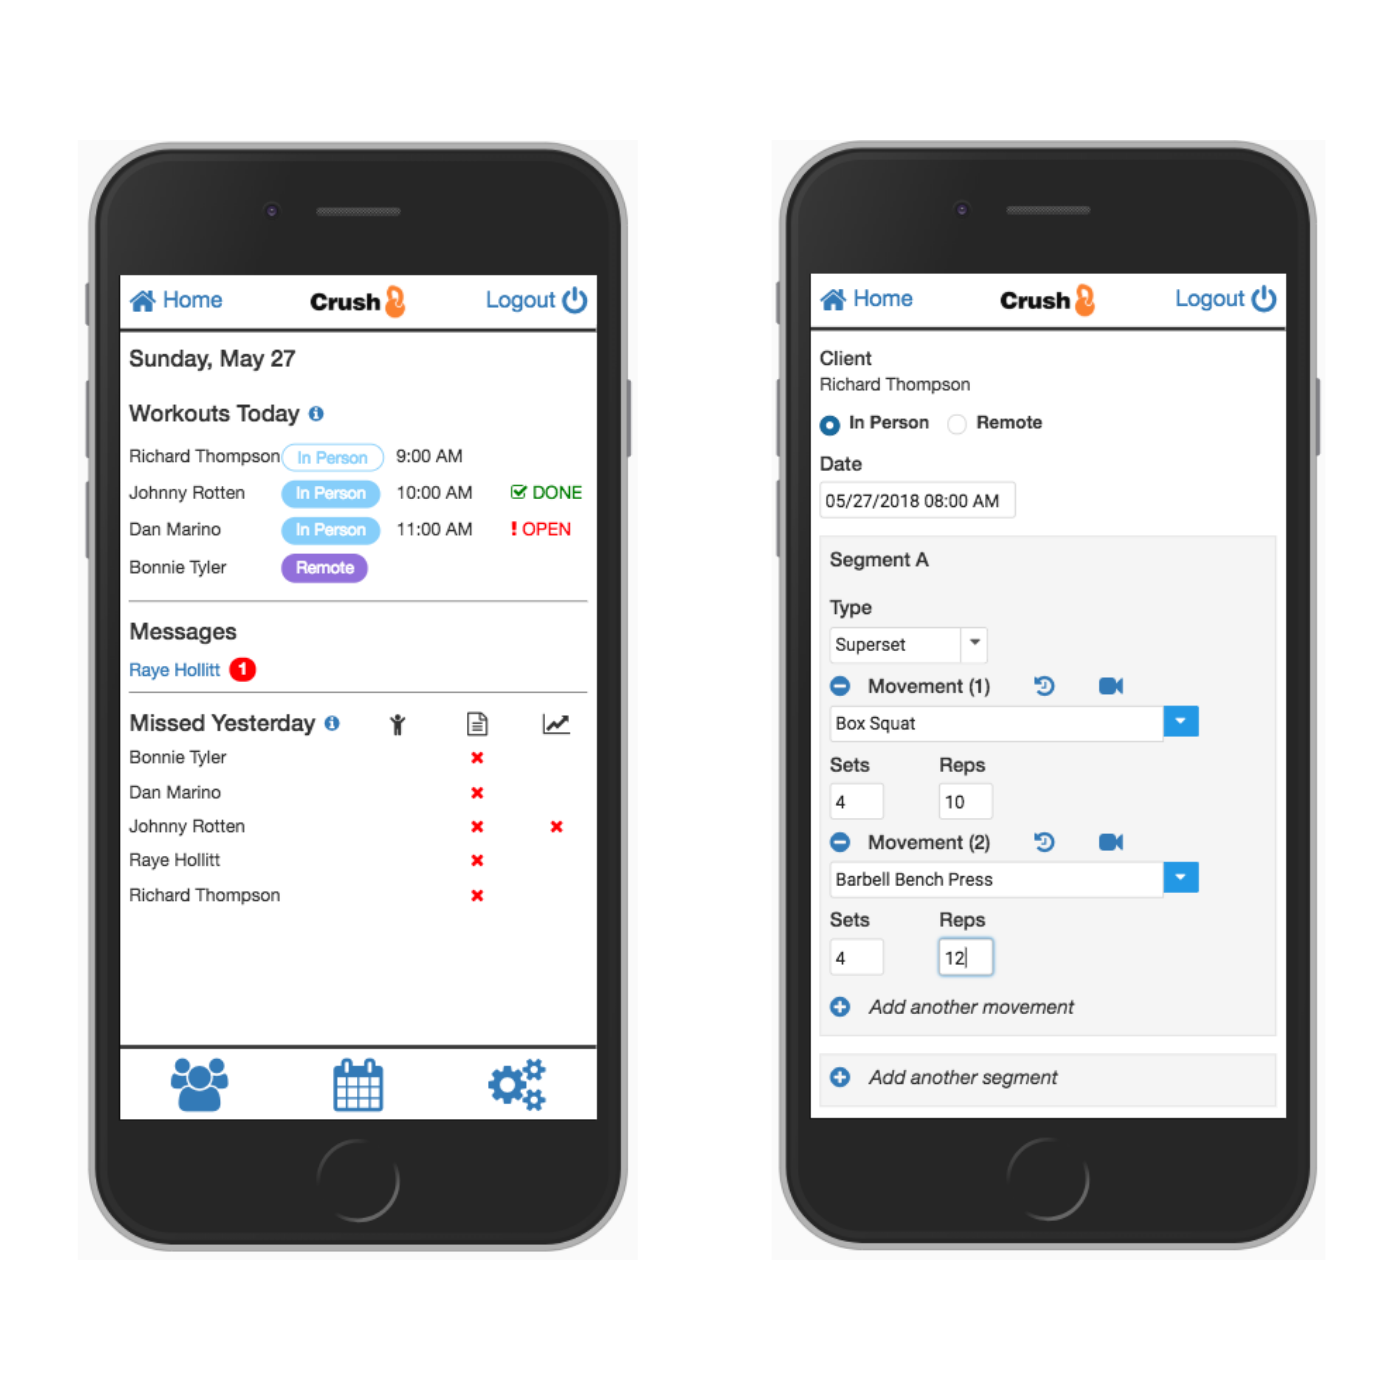 Home Crush Logout
Sunday, May 27
Workouts Today
Richard Thompson In Person 9:00 AM
Johnny Rotten In Person 10:00 AM DONE
Dan Marino In Person 11:00 AM ! OPEN
Bonnie Tyler Remote
Messages
Raye Hollitt 1
Missed Yesterday
Bonnie Tyler
Dan Marino
Johnny Rotten
Raye Hollitt
Richard Thompson
Home Crush Logout
Client
Richard Thompson
In Person Remote
Date
05/27/2018 08:00 AM
Segment A
Type
Superset
Movement (1)
Box Squat
Sets Reps
4 10
Movement (2)
Barbell Bench Press
Sets Reps
4 12
Add another movement
Add another segment